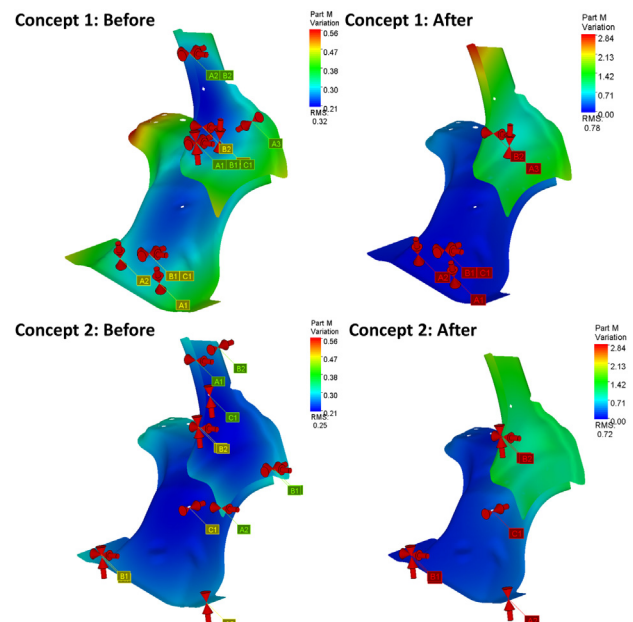 Concept 1: Before
Part M
Variation
0.56
0.47
0.38
0.30
0.21
RMS:
0.32
A2 B2
A3
B2
A1 B1 C1
B1 C1
A2
A1
Concept 1: After
Part M
Variation
2.84
2.13
1.42
0.71
0.00
RMS:
0.78
A3
A2
B1 C1
B1
Concept 2: Before
Part M
Variation
0.56
0.47
0.38
0.30
0.21
RMS:
0.25
B2
A1
C1
B2
B1
C1
A2
B1
Concept 2: After
Part M
Variation
2.84
2.13
1.42
0.71
0.00
RMS:
0.72
C1
B1